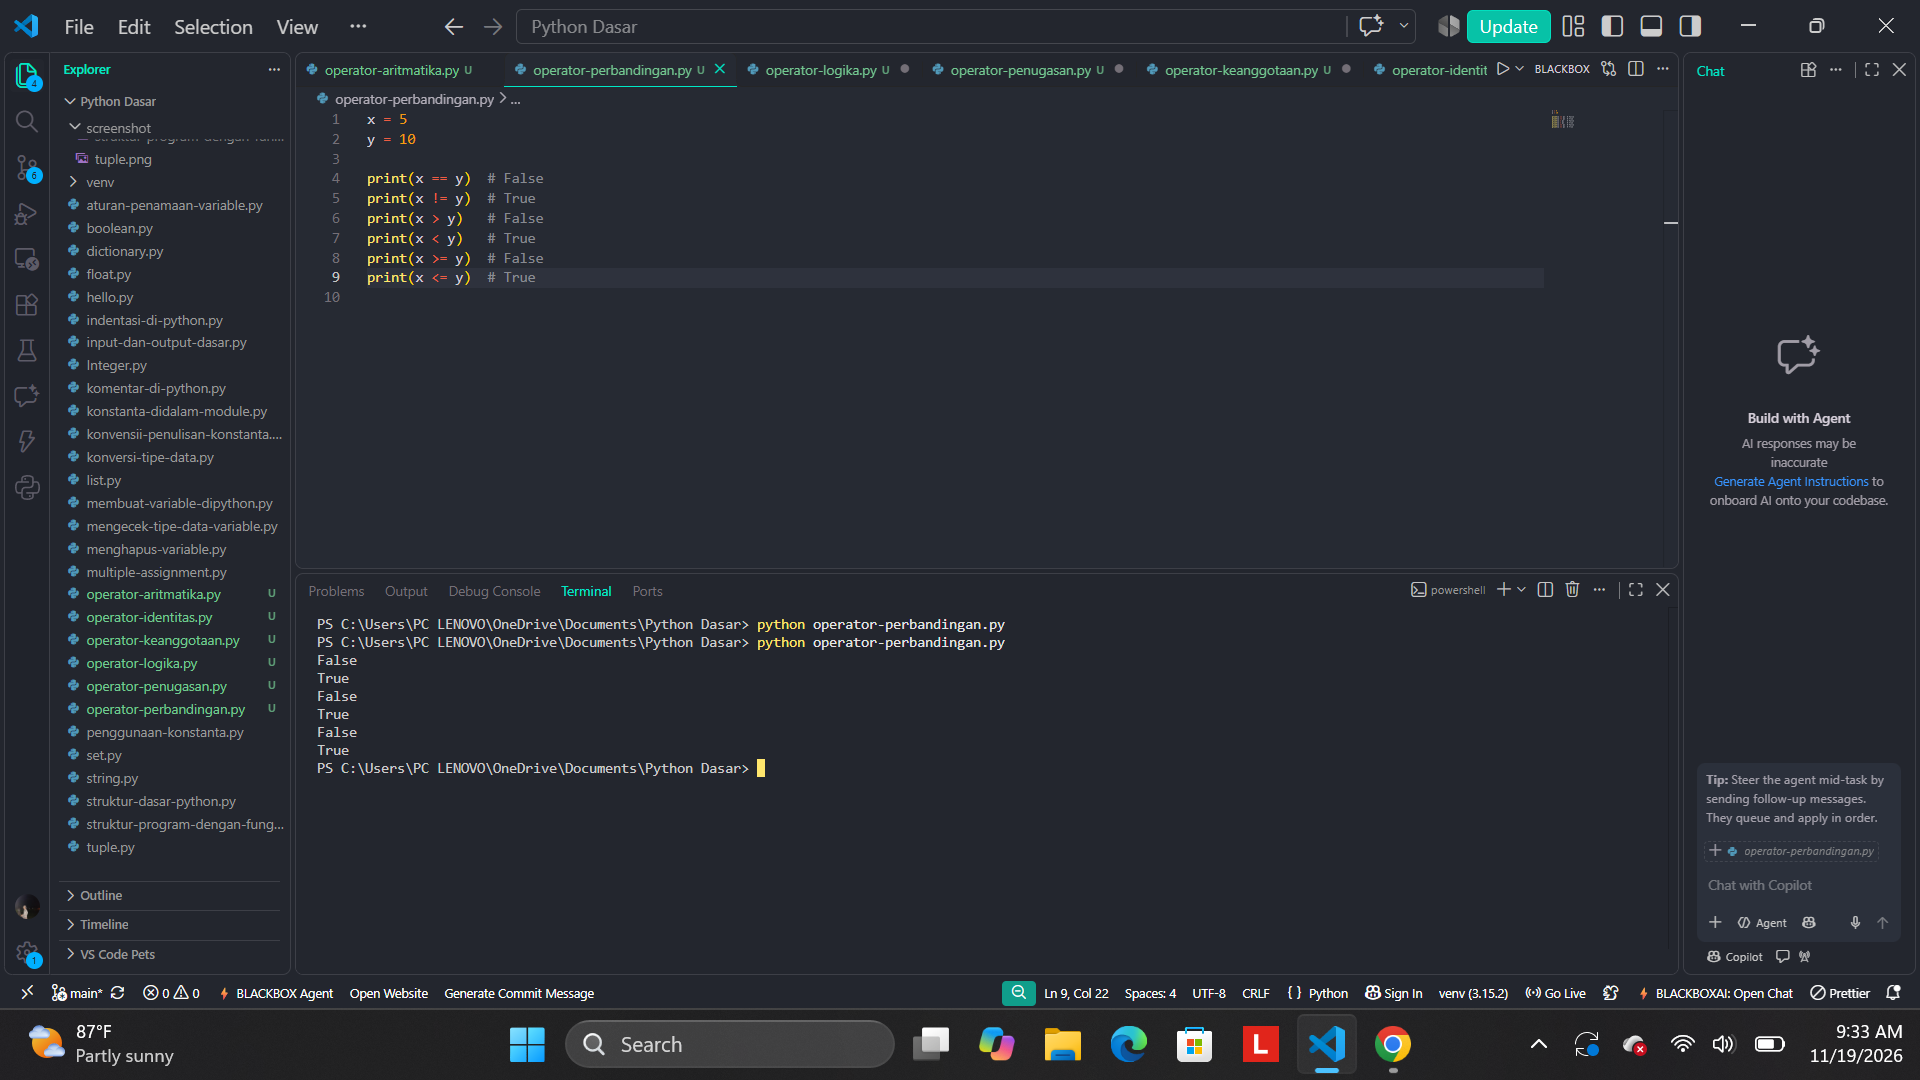 File Edit Selection View ...
Python Dasar
Update
Explorer
Python Dasar
screenshot
tuple.png
venv
aturan-penamaan-variable.py
boolean.py
dictionary.py
float.py
hello.py
indentasi-di-python.py
input-dan-output-dasar.py
Integer.py
komentar-di-python.py
konstanta-didalam-module.py
konvensii-penulisan-konstanta....
konversi-tipe-data.py
list.py
membuat-variable-dipython.py
mengecek-tipe-data-variable.py
menghapus-variable.py
multiple-assignment.py
operator-aritmatika.py U
operator-identitas.py U
operator-keanggotaan.py U
operator-logika.py U
operator-penugasan.py U
operator-perbandingan.py U
penggunaan-konstanta.py
set.py
string.py
struktur-dasar-python.py
struktur-program-dengan-fung...
tuple.py
Outline
Timeline
VS Code Pets
4
6
1
operator-aritmatika.py U operator-perbandingan.py U operator-logika.py U operator-penugasan.py U operator-keanggotaan.py U operator-identit BLACKBOX
operator-perbandingan.py > ...
1 x = 5
2 y = 10
3
4 print(x == y) # False
5 print(x != y) # True
6 print(x > y) # False
7 print(x < y) # True
8 print(x >= y) # False
9 print(x <= y) # True
10
Problems Output Debug Console Terminal Ports
powershell
PS C:\Users\PC LENOVO\OneDrive\Documents\Python Dasar> python operator-perbandingan.py
PS C:\Users\PC LENOVO\OneDrive\Documents\Python Dasar> python operator-perbandingan.py
False
True
False
True
False
True
PS C:\Users\PC LENOVO\OneDrive\Documents\Python Dasar>
Chat
Build with Agent
AI responses may be
inaccurate
Generate Agent Instructions to
onboard AI onto your codebase.
Tip: Steer the agent mid-task by
sending follow-up messages.
They queue and apply in order.
operator-perbandingan.py
Chat with Copilot
Agent
Copilot
main* 0 0 BLACKBOX Agent Open Website Generate Commit Message
Ln 9, Col 22 Spaces: 4 UTF-8 CRLF { } Python Sign In venv (3.15.2) Go Live BLACKBOXAI: Open Chat Prettier
87°F
Partly sunny
Search
L
9:33 AM
11/19/2026